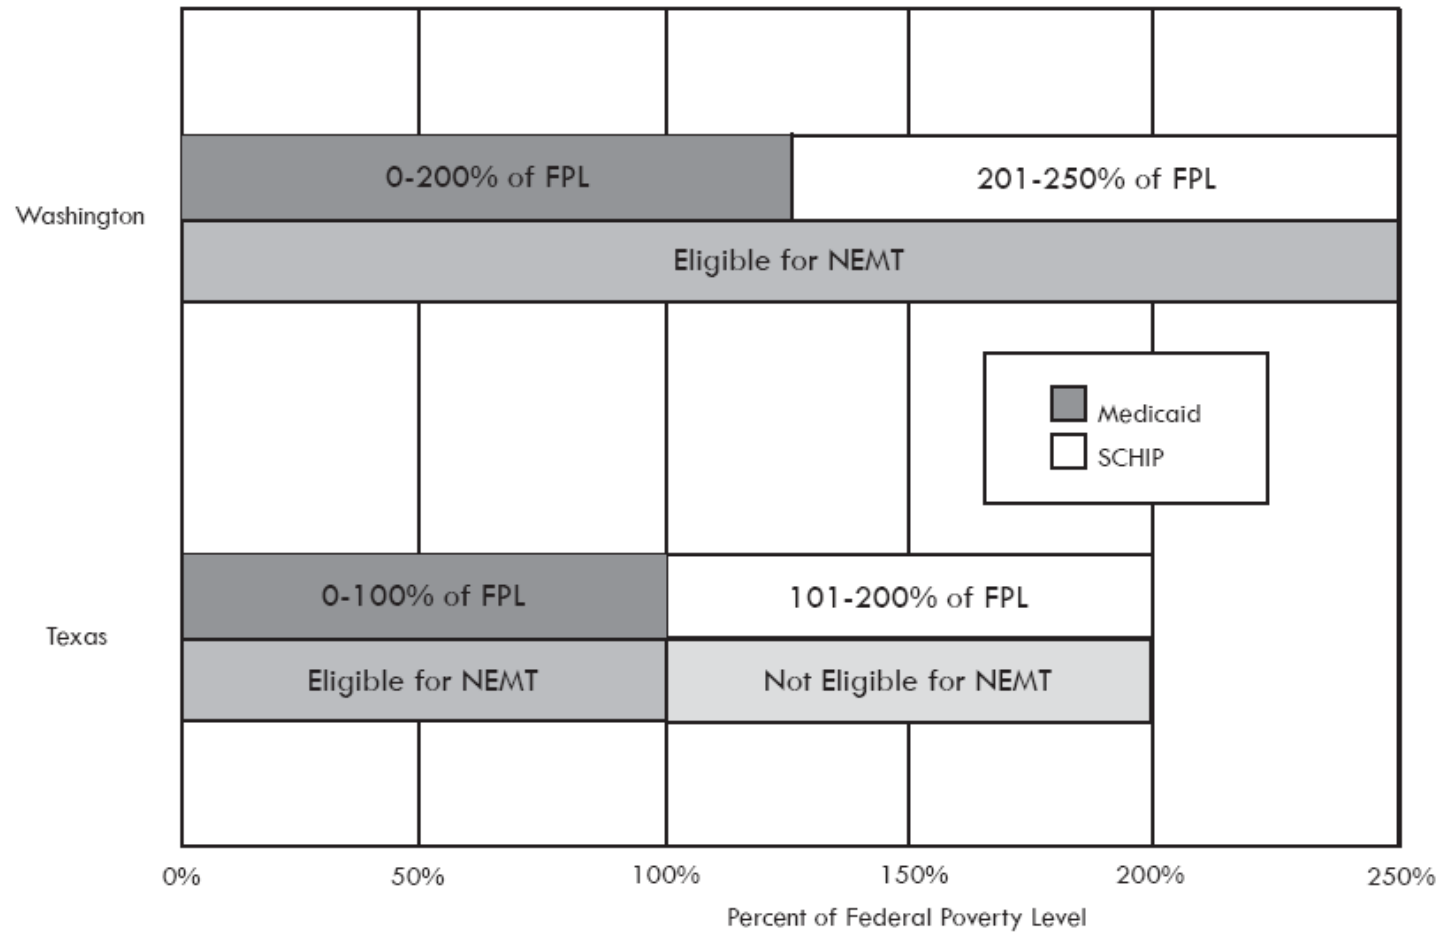 0-200% of FPL
201-250% of FPL
Washington
Eligible for NEMT
Medicaid
SCHIP
0-100% of FPL
101-200% of FPL
Texas
Eligible for NEMT
Not Eligible for NEMT
0%
50%
100%
150%
200%
250%
Percent of Federal Poverty Level